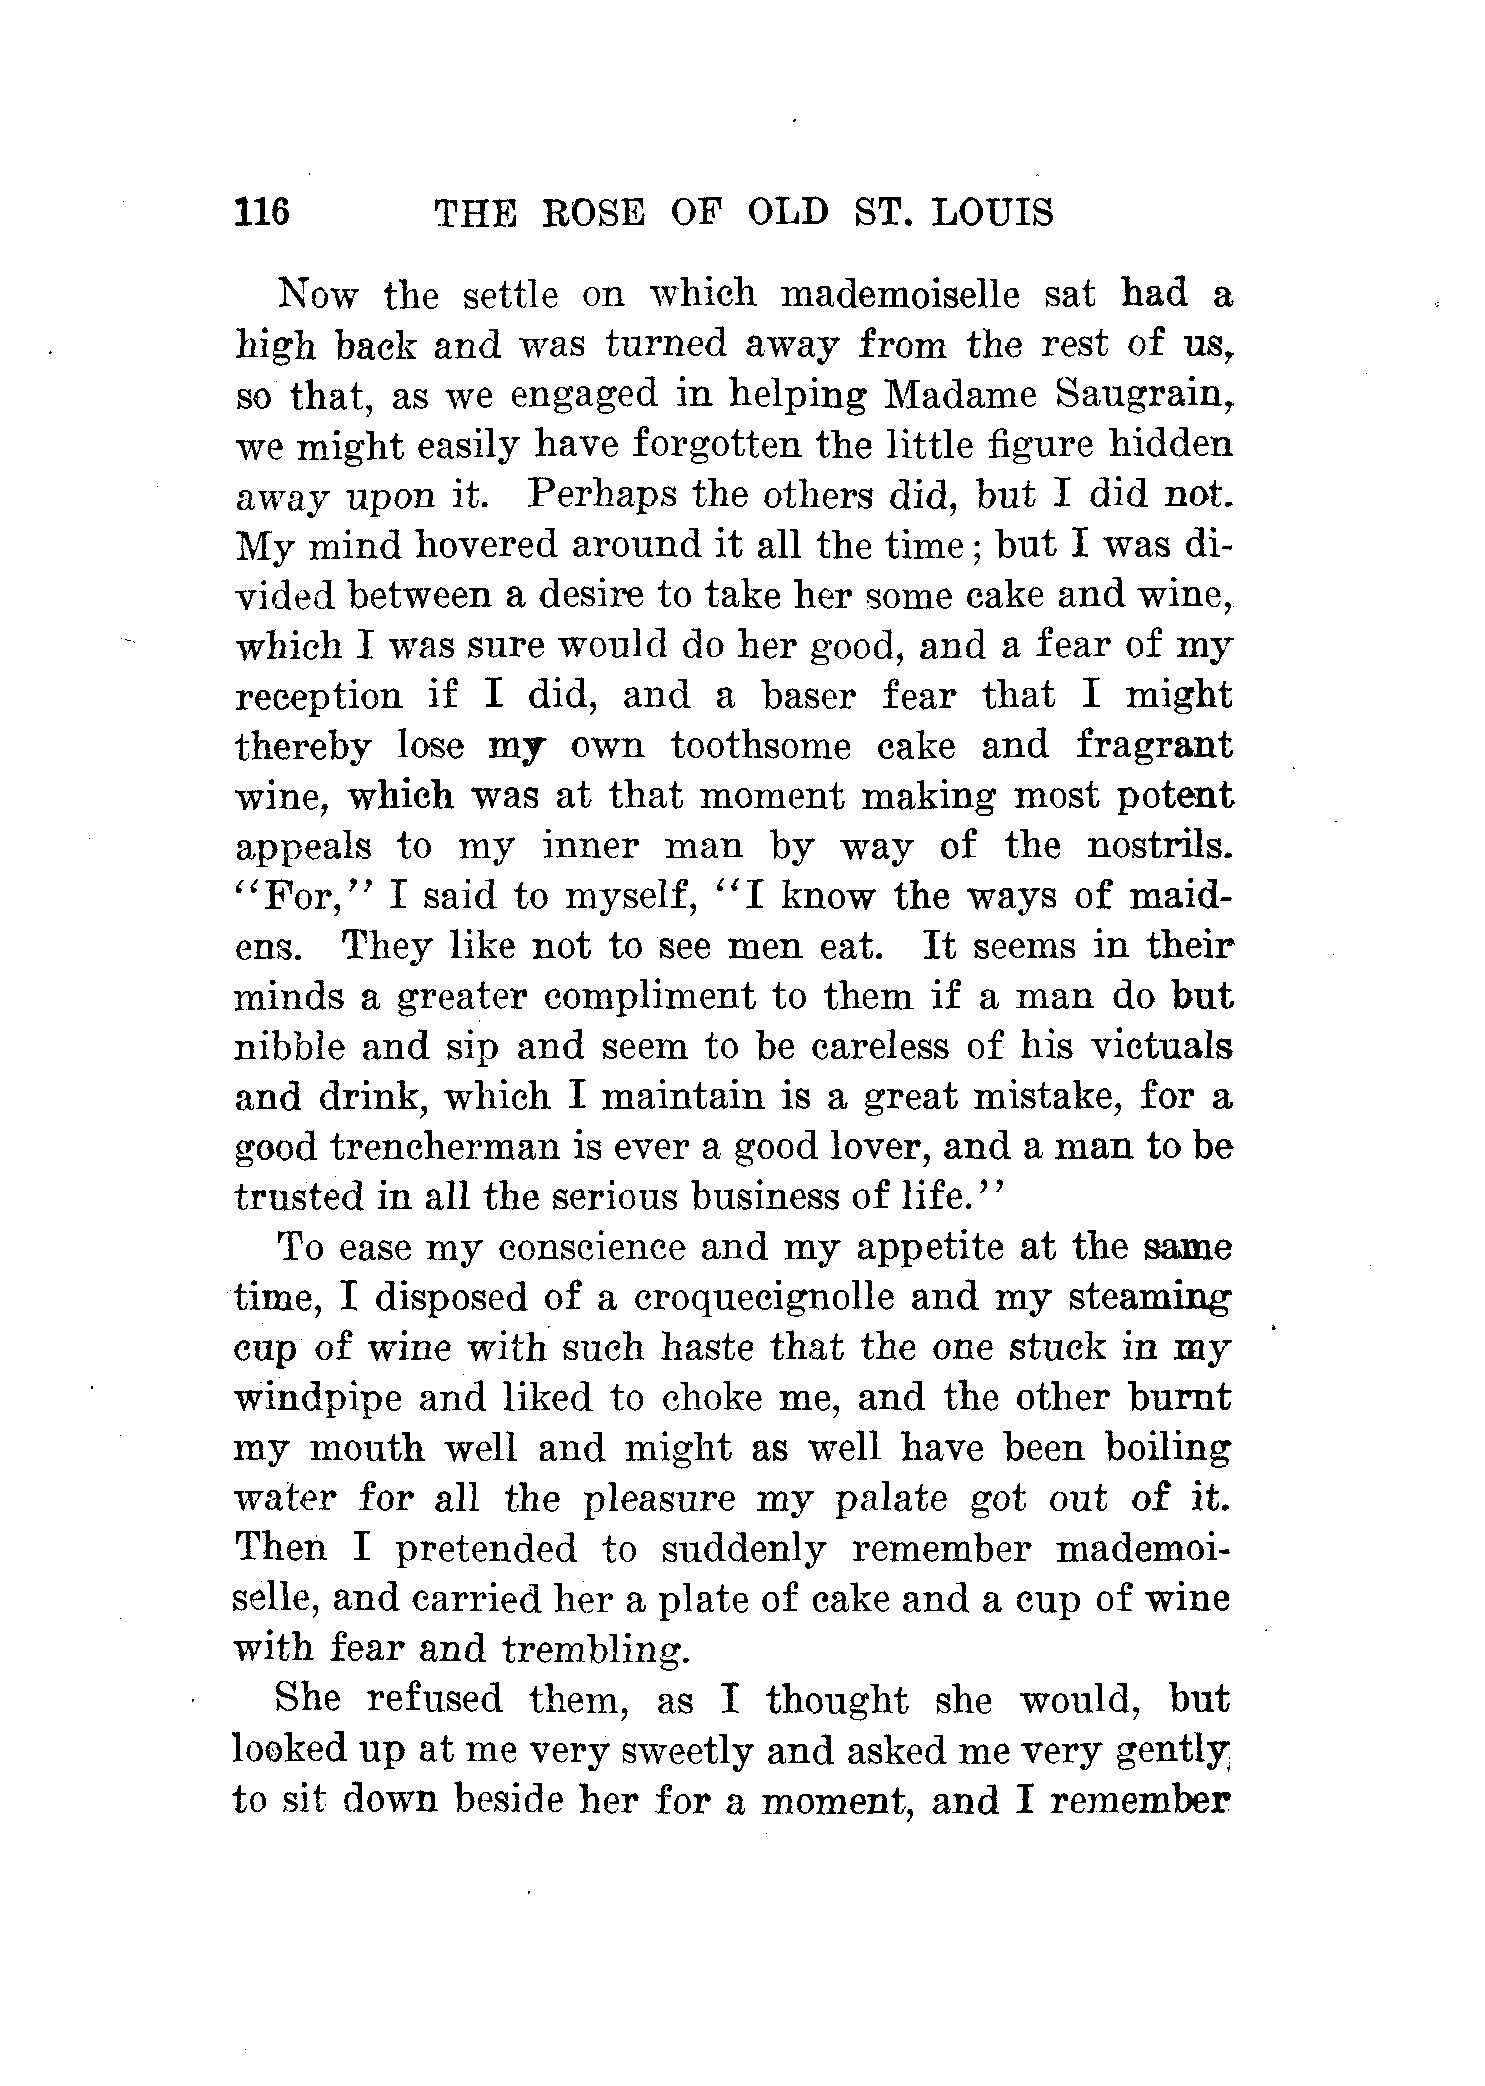 116 THE ROSE OF OLD ST. LOUIS
Now the settle on which mademoiselle sat had a
high back and was turned away from the rest of us,
so that, as we engaged in helping Madame Saugrain,
we might easily have forgotten the little figure hidden
away upon it. Perhaps the others did, but I did not.
My mind hovered around it all the time; but I was di-
vided between a desire to take her some cake and wine,
which I was sure would do her good, and a fear of my
reception if I did, and a baser fear that I might
thereby lose my own toothsome cake and fragrant
wine, which was at that moment making most potent
appeals to my inner man by way of the nostrils.
"For," I said to myself, "I know the ways of maid-
ens. They like not to see men eat. It seems in their
minds a greater compliment to them if a man do but
nibble and sip and seem to be careless of his victuals
and drink, which I maintain is a great mistake, for a
good trencherman is ever a good lover, and a man to be
trusted in all the serious business of life."
To ease my conscience and my appetite at the same
time, I disposed of a croquecignolle and my steaming
cup of wine with such haste that the one stuck in my
windpipe and liked to choke me, and the other burnt
my mouth well and might as well have been boiling
water for all the pleasure my palate got out of it.
Then I pretended to suddenly remember mademoi-
selle, and carried her a plate of cake and a cup of wine
with fear and trembling.
She refused them, as I thought she would, but
looked up at me very sweetly and asked me very gently
to sit down beside her for a moment, and I remember